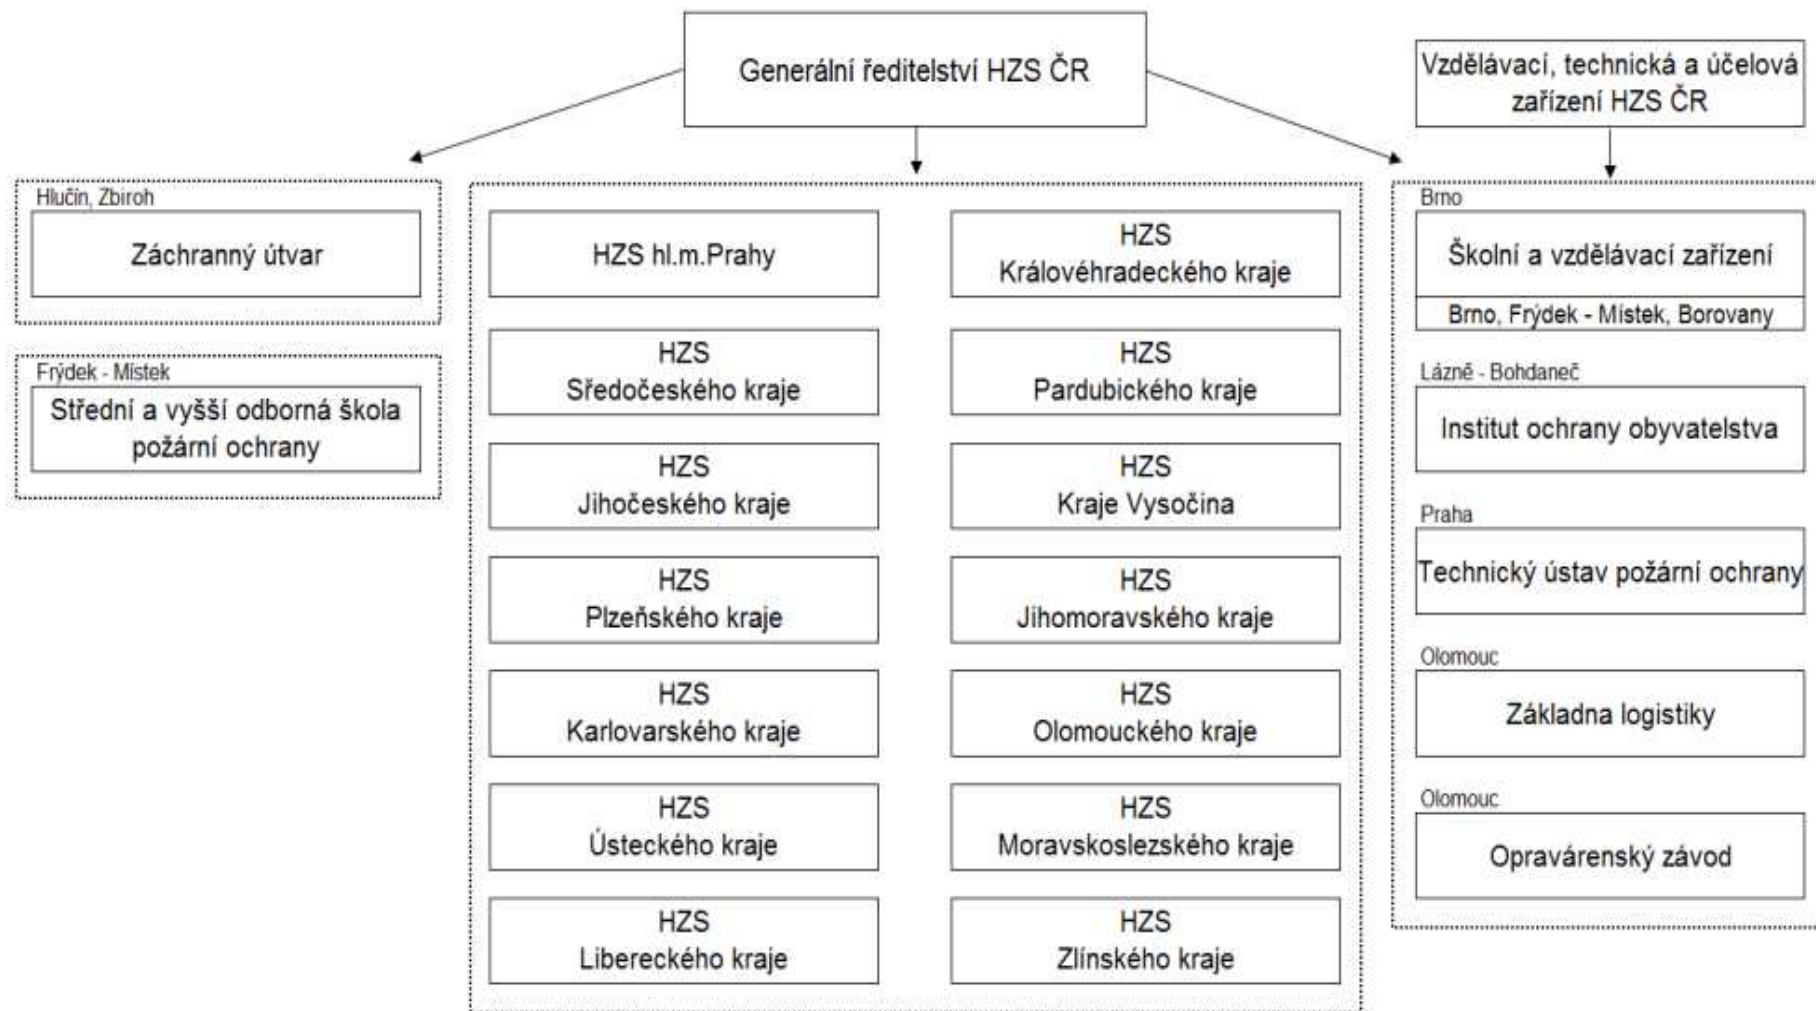 Generální ředitelství HZS ČR
Vzdělávací, technická a účelová
zařízení HZS ČR
Hlučín, Zbiroh
Záchranný útvar
Frýdek - Místek
Střední a vyšší odborná škola
požární ochrany
HZS hl.m.Prahy
HZS
Královéhradeckého kraje
HZS
Sředočeského kraje
HZS
Pardubického kraje
HZS
Jihočeského kraje
HZS
Kraje Vysočina
HZS
Plzeňského kraje
HZS
Jihomoravského kraje
HZS
Karlovarského kraje
HZS
Olomouckého kraje
HZS
Ústeckého kraje
HZS
Moravskoslezského kraje
HZS
Libereckého kraje
HZS
Zlínského kraje
Brno
Školní a vzdělávací zařízení
Brno, Frýdek - Místek, Borovany
Lázně - Bohdaneč
Institut ochrany obyvatelstva
Praha
Technický ústav požární ochrany
Olomouc
Základna logistiky
Olomouc
Opravárenský závod